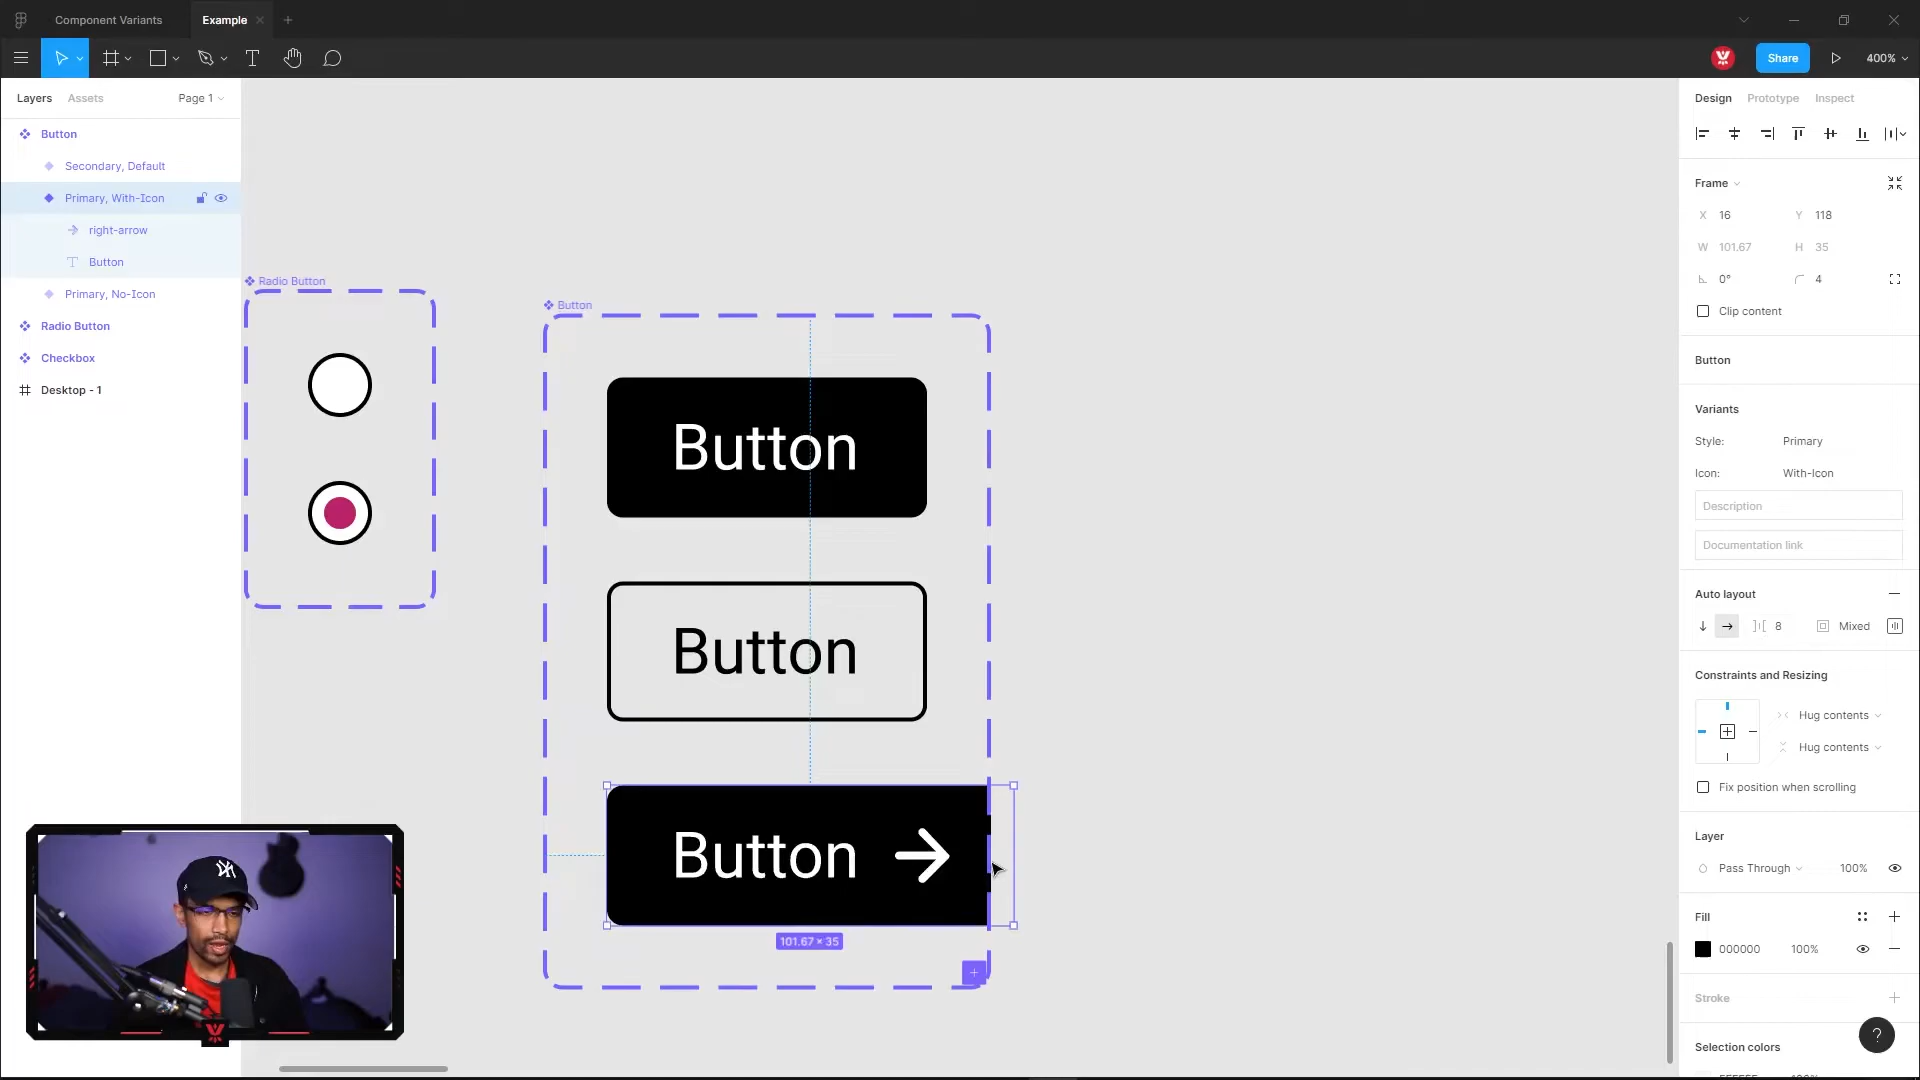 Component Variants
Example
Share
400%
Layers
Assets
Page 1
Design
Prototype
Inspect
Button
Secondary, Default
Primary, With-Icon
right-arrow
Button
Primary, No-Icon
Radio Button
Checkbox
Desktop - 1
Radio Button
Button
Button
Button
Button
101.67 × 35
Frame
X 16
Y 118
W 101.67
H 35
0°
4
Clip content
Button
Variants
Style: Primary
Icon: With-Icon
Description
Documentation link
Auto layout
8
Mixed
Constraints and Resizing
Hug contents
Hug contents
Fix position when scrolling
Layer
Pass Through
100%
Fill
000000
100%
Stroke
?
Selection colors